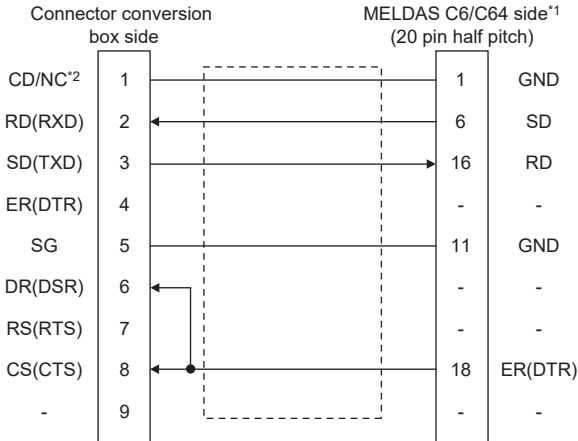 Connector conversion box side
MELDAS C6/C64 side*1
(20 pin half pitch)
CD/NC*2 1 1 GND
RD(RXD) 2 6 SD
SD(TXD) 3 16 RD
ER(DTR) 4 - -
SG 5 11 GND
DR(DSR) 6 - -
RS(RTS) 7 - -
CS(CTS) 8 18 ER(DTR)
- 9 - -